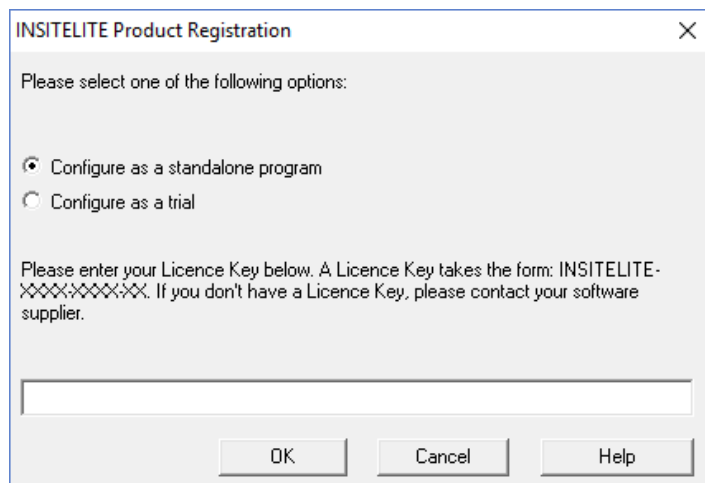 INSITELITE Product Registration
Please select one of the following options:
Configure as a standalone program
Configure as a trial
Please enter your Licence Key below. A Licence Key takes the form: INSITELITE-
XXXX-XXXX-XX. If you don't have a Licence Key, please contact your software
supplier.
OK Cancel Help